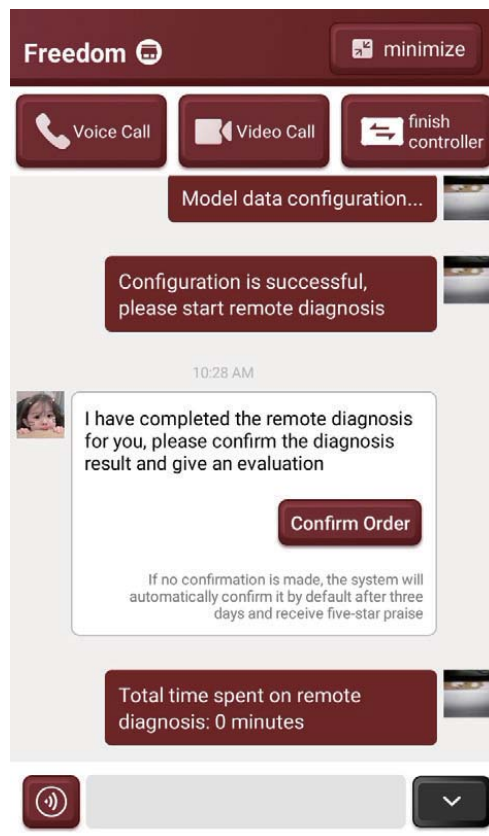 Freedom
minimize
Voice Call
Video Call
finish
controller
Model data configuration...
Configuration is successful,
please start remote diagnosis
10:28 AM
I have completed the remote diagnosis
for you, please confirm the diagnosis
result and give an evaluation
Confirm Order
If no confirmation is made, the system will
automatically confirm it by default after three
days and receive five-star praise
Total time spent on remote
diagnosis: 0 minutes